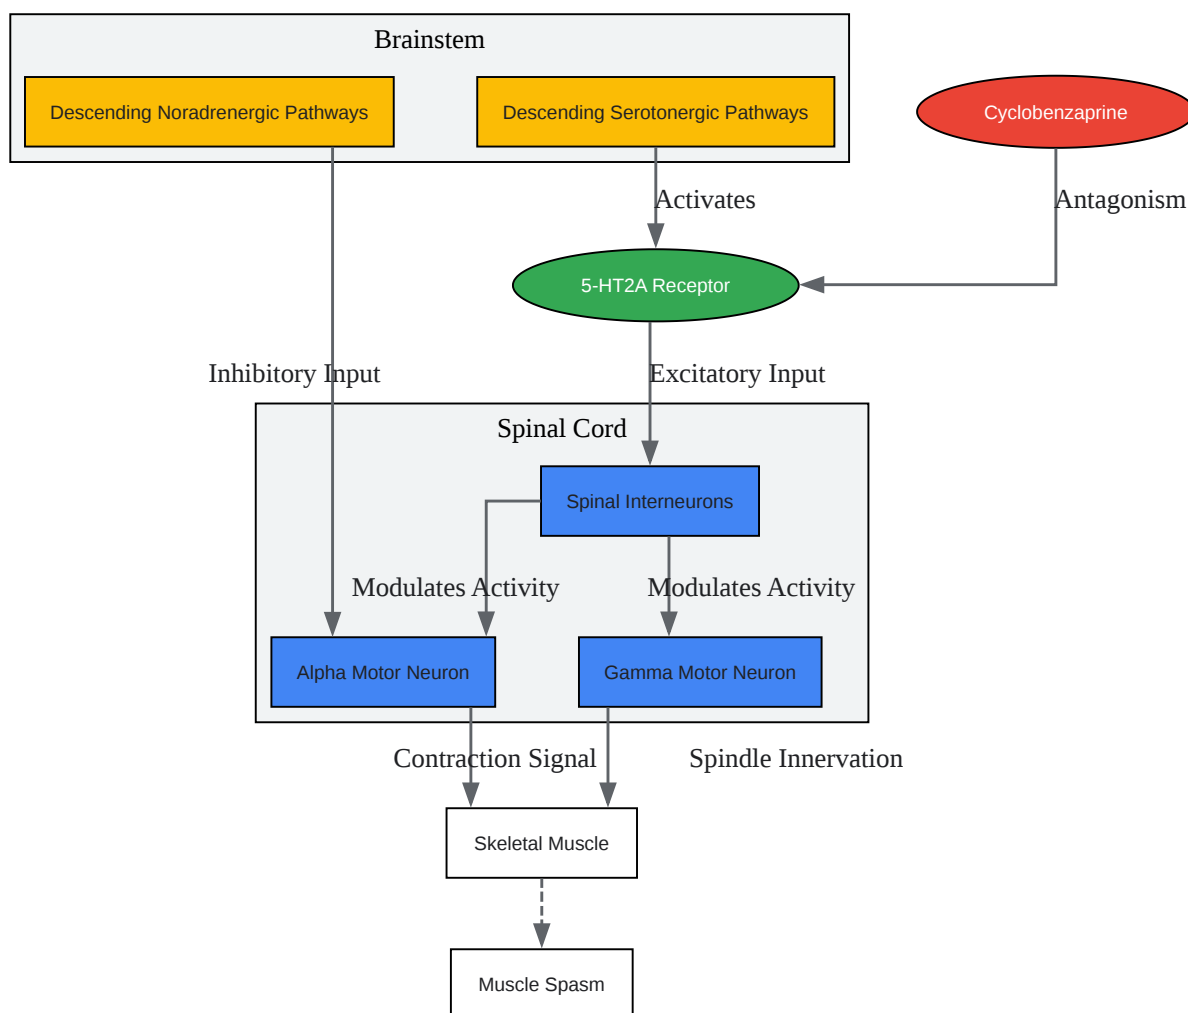 Brainstem
Descending Noradrenergic Pathways
Descending Serotonergic Pathways
Cyclobenzaprine
Activates
Antagonism
5-HT2A Receptor
Inhibitory Input
Excitatory Input
Spinal Cord
Spinal Interneurons
Modulates Activity
Modulates Activity
Alpha Motor Neuron
Gamma Motor Neuron
Contraction Signal
Spindle Innervation
Skeletal Muscle
Muscle Spasm